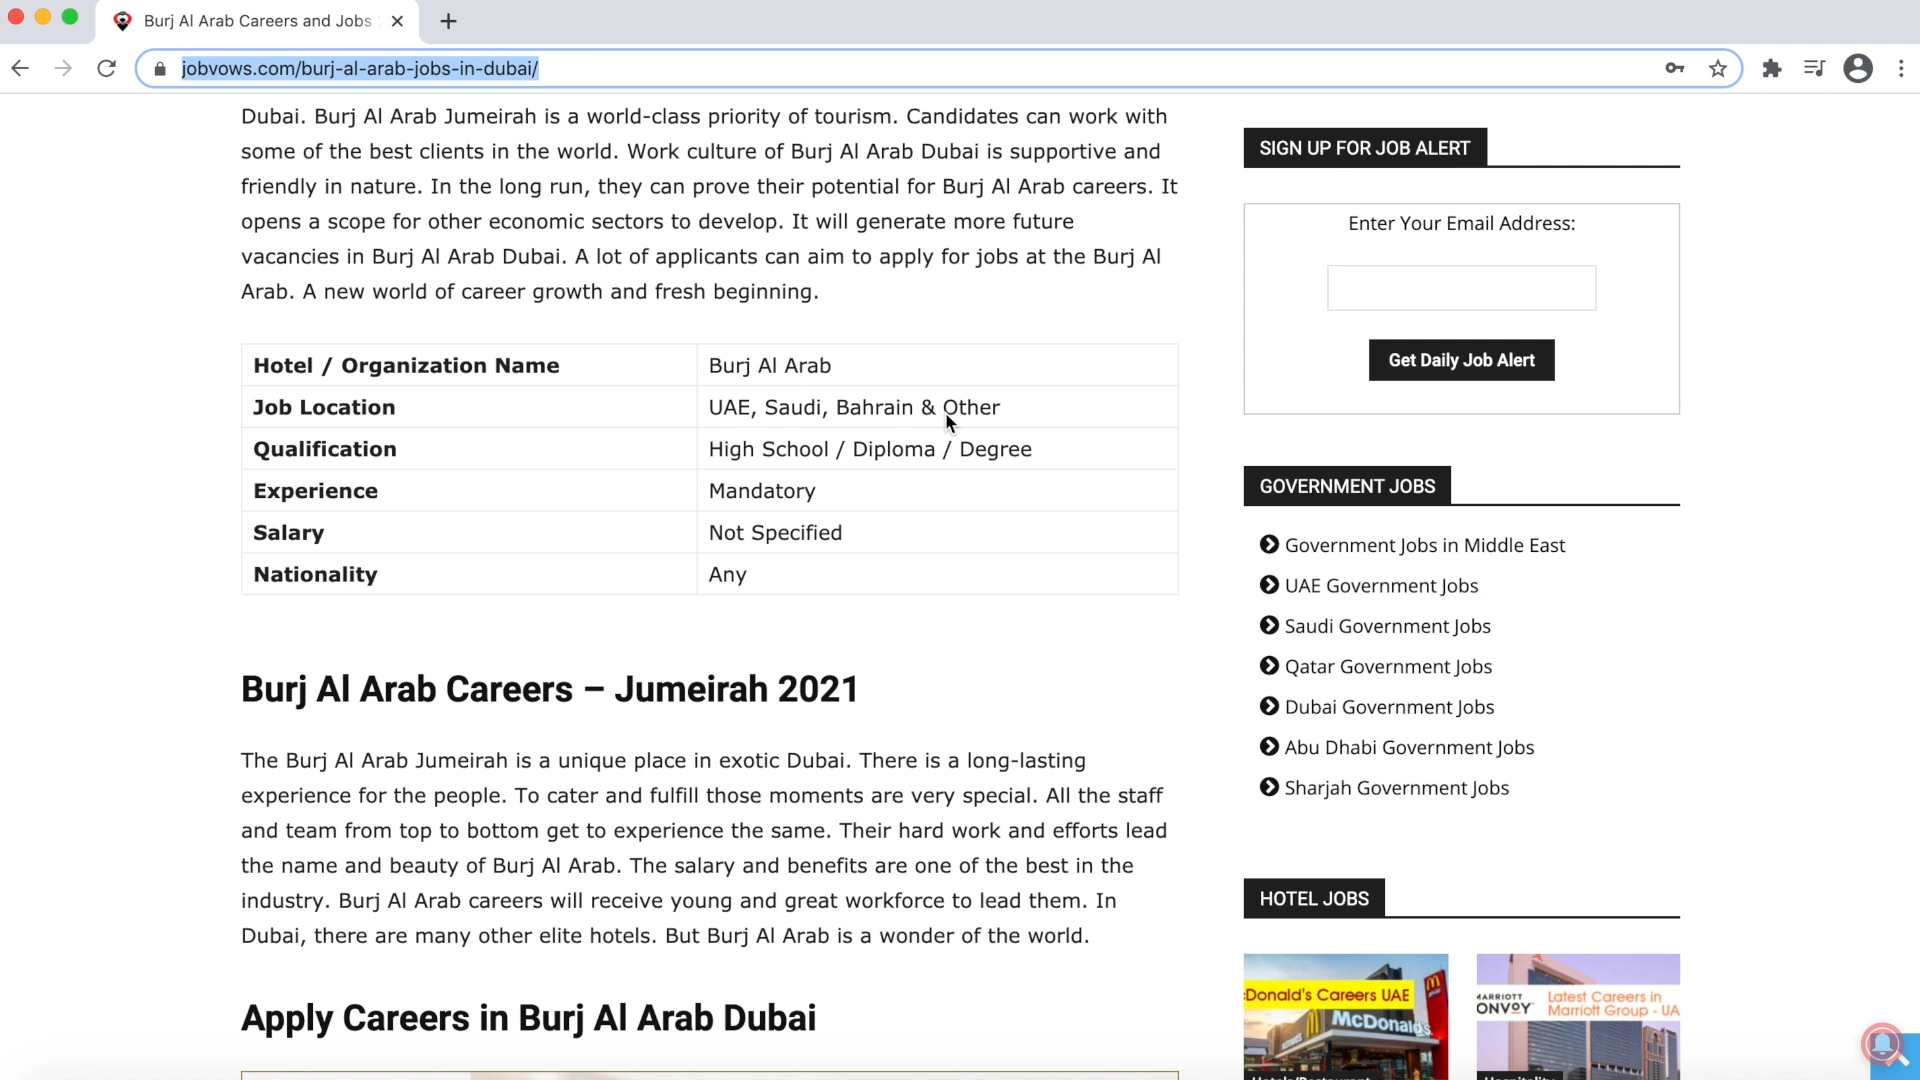 Burj Al Arab Careers and Jobs
jobvows.com/burj-al-arab-jobs-in-dubai/
Dubai. Burj Al Arab Jumeirah is a world-class priority of tourism. Candidates can work with
some of the best clients in the world. Work culture of Burj Al Arab Dubai is supportive and
friendly in nature. In the long run, they can prove their potential for Burj Al Arab careers. It
opens a scope for other economic sectors to develop. It will generate more future
vacancies in Burj Al Arab Dubai. A lot of applicants can aim to apply for jobs at the Burj Al
Arab. A new world of career growth and fresh beginning.
Hotel / Organization Name Burj Al Arab
Job Location UAE, Saudi, Bahrain & Other
Qualification High School / Diploma / Degree
Experience Mandatory
Salary Not Specified
Nationality Any
Burj Al Arab Careers – Jumeirah 2021
The Burj Al Arab Jumeirah is a unique place in exotic Dubai. There is a long-lasting
experience for the people. To cater and fulfill those moments are very special. All the staff
and team from top to bottom get to experience the same. Their hard work and efforts lead
the name and beauty of Burj Al Arab. The salary and benefits are one of the best in the
industry. Burj Al Arab careers will receive young and great workforce to lead them. In
Dubai, there are many other elite hotels. But Burj Al Arab is a wonder of the world.
Apply Careers in Burj Al Arab Dubai
SIGN UP FOR JOB ALERT
Enter Your Email Address:
Get Daily Job Alert
GOVERNMENT JOBS
Government Jobs in Middle East
UAE Government Jobs
Saudi Government Jobs
Qatar Government Jobs
Dubai Government Jobs
Abu Dhabi Government Jobs
Sharjah Government Jobs
HOTEL JOBS
Donald's Careers UAE
McDonald's
ARRIOTT
ONVOY
Latest Careers in
Marriott Group - UA